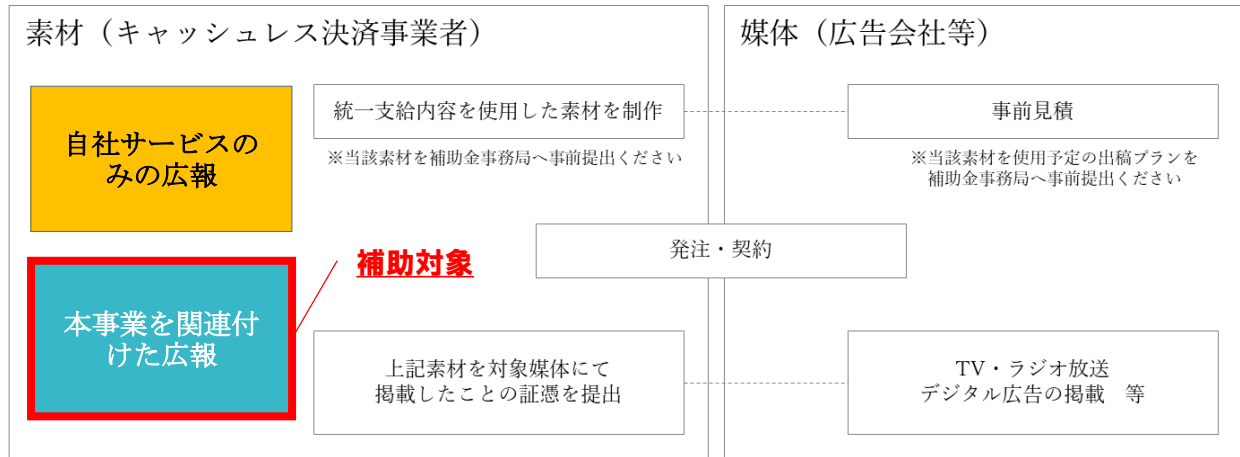 素材（キャッシュレス決済事業者）
自社サービスの
みの広報
本事業を関連付
けた広報
補助対象
統一支給内容を使用した素材を制作
※当該素材を補助金事務局へ事前提出ください
発注・契約
上記素材を対象媒体にて
掲載したことの証憑を提出
媒体（広告会社等）
事前見積
※当該素材を使用予定の出稿プランを
補助金事務局へ事前提出ください
TV・ラジオ放送
デジタル広告の掲載　等